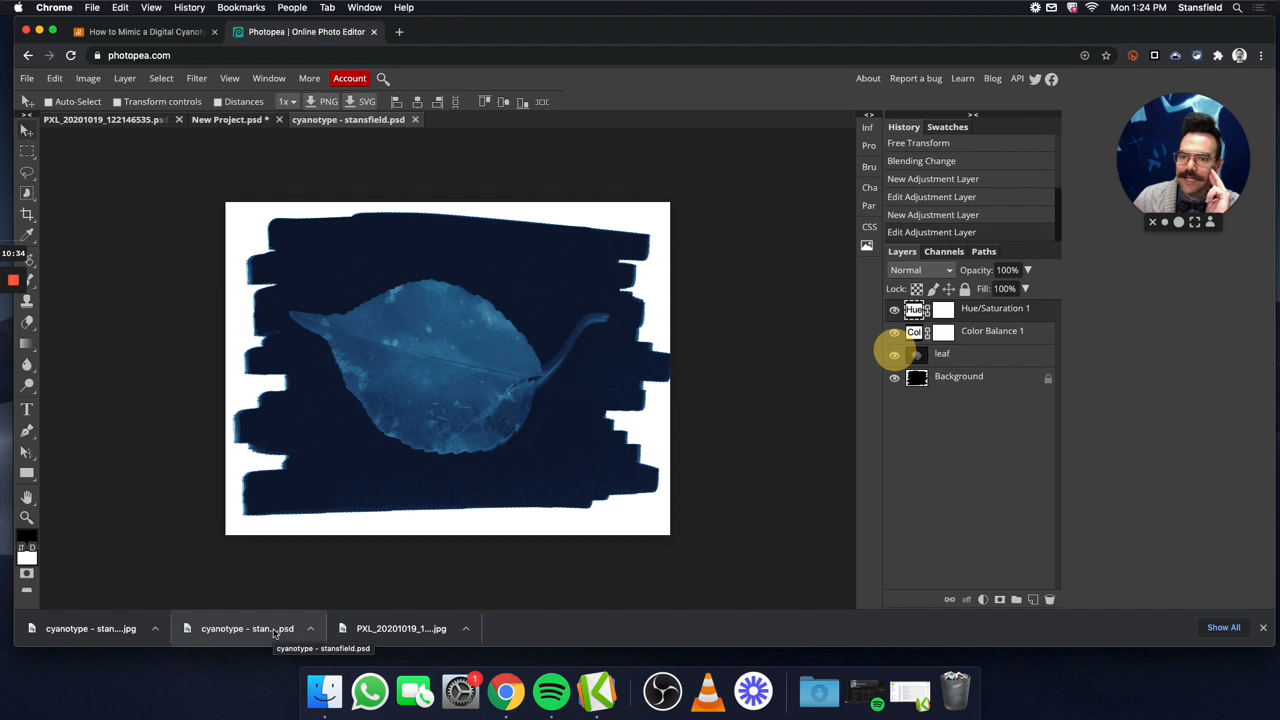 Chrome File Edit View History Bookmarks People Tab Window Help Mon 1:24 PM Stansfield
How to Mimic a Digital Cyanoty Photopea | Online Photo Editor
photopea.com
File Edit Image Layer Select Filter View Window More Account About Report a bug Learn Blog API
Auto-Select Transform controls Distances 1x PNG SVG
PXL_20201019_122146535.ps New Project.psd * cyanotype - stansfield.psd
Inf
Pro
Bru
Cha
Par
CSS
History Swatches
Free Transform
Blending Change
New Adjustment Layer
Edit Adjustment Layer
New Adjustment Layer
Edit Adjustment Layer
Layers Channels Paths
Normal Opacity: 100%
Lock: Fill: 100%
Hue Hue/Saturation 1
Col Color Balance 1
leaf
Background
eff
10:34
D
cyanotype - stan....jpg cyanotype - stan....psd PXL_20201019_1....jpg Show All
cyanotype - stansfield.psd
1